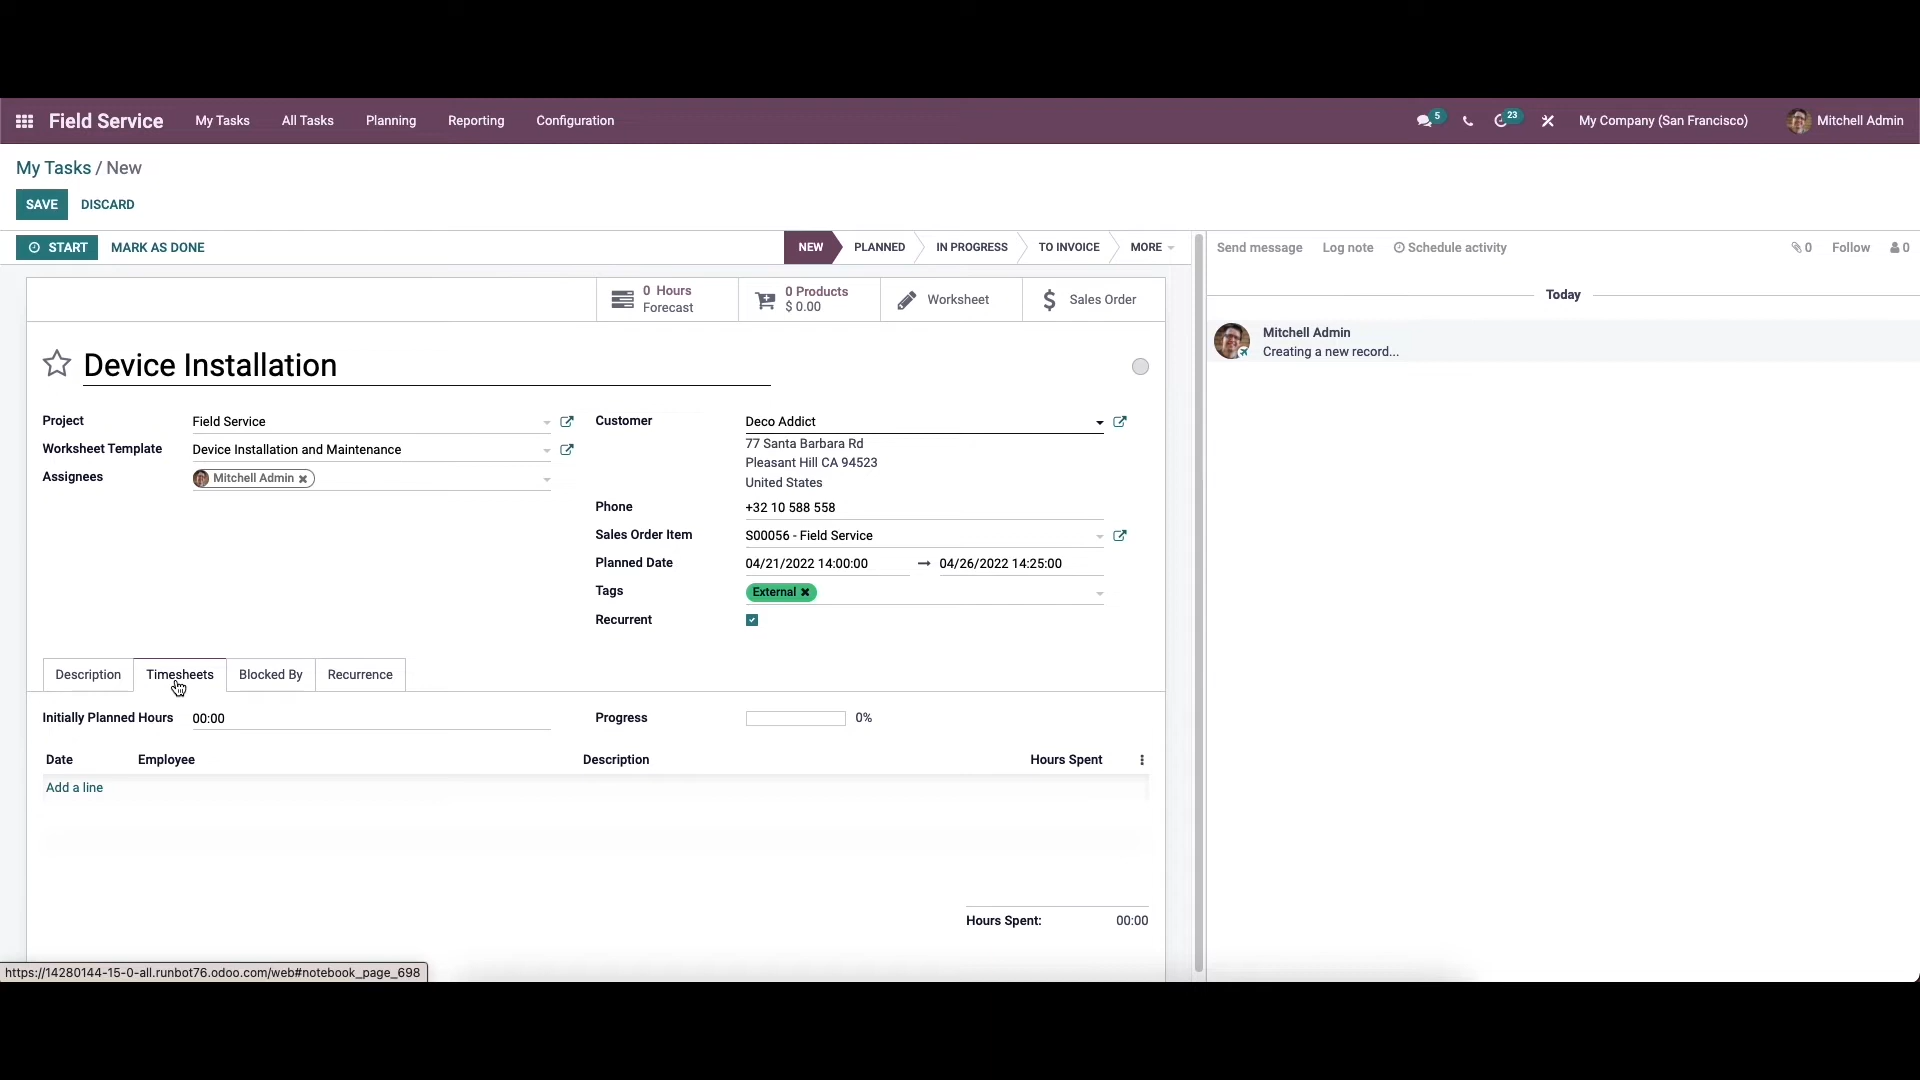 Field Service My Tasks All Tasks Planning Reporting Configuration 5 23 My Company (San Francisco) Mitchell Admin
My Tasks / New
SAVE DISCARD
START MARK AS DONE NEW PLANNED IN PROGRESS TO INVOICE MORE Send message Log note Schedule activity 0 Follow 0
0 Hours
Forecast
0 Products
$ 0.00
Worksheet
Sales Order
Today
Mitchell Admin
Creating a new record...
Device Installation
Project Field Service
Worksheet Template Device Installation and Maintenance
Assignees Mitchell Admin
Customer Deco Addict
77 Santa Barbara Rd
Pleasant Hill CA 94523
United States
Phone +32 10 588 558
Sales Order Item S00056 - Field Service
Planned Date 04/21/2022 14:00:00 04/26/2022 14:25:00
Tags External
Recurrent
Description Timesheets Blocked By Recurrence
Initially Planned Hours 00:00 Progress 0%
Date Employee Description Hours Spent
Add a line
Hours Spent: 00:00
https://14280144-15-0-all.runbot76.odoo.com/web#notebook_page_698